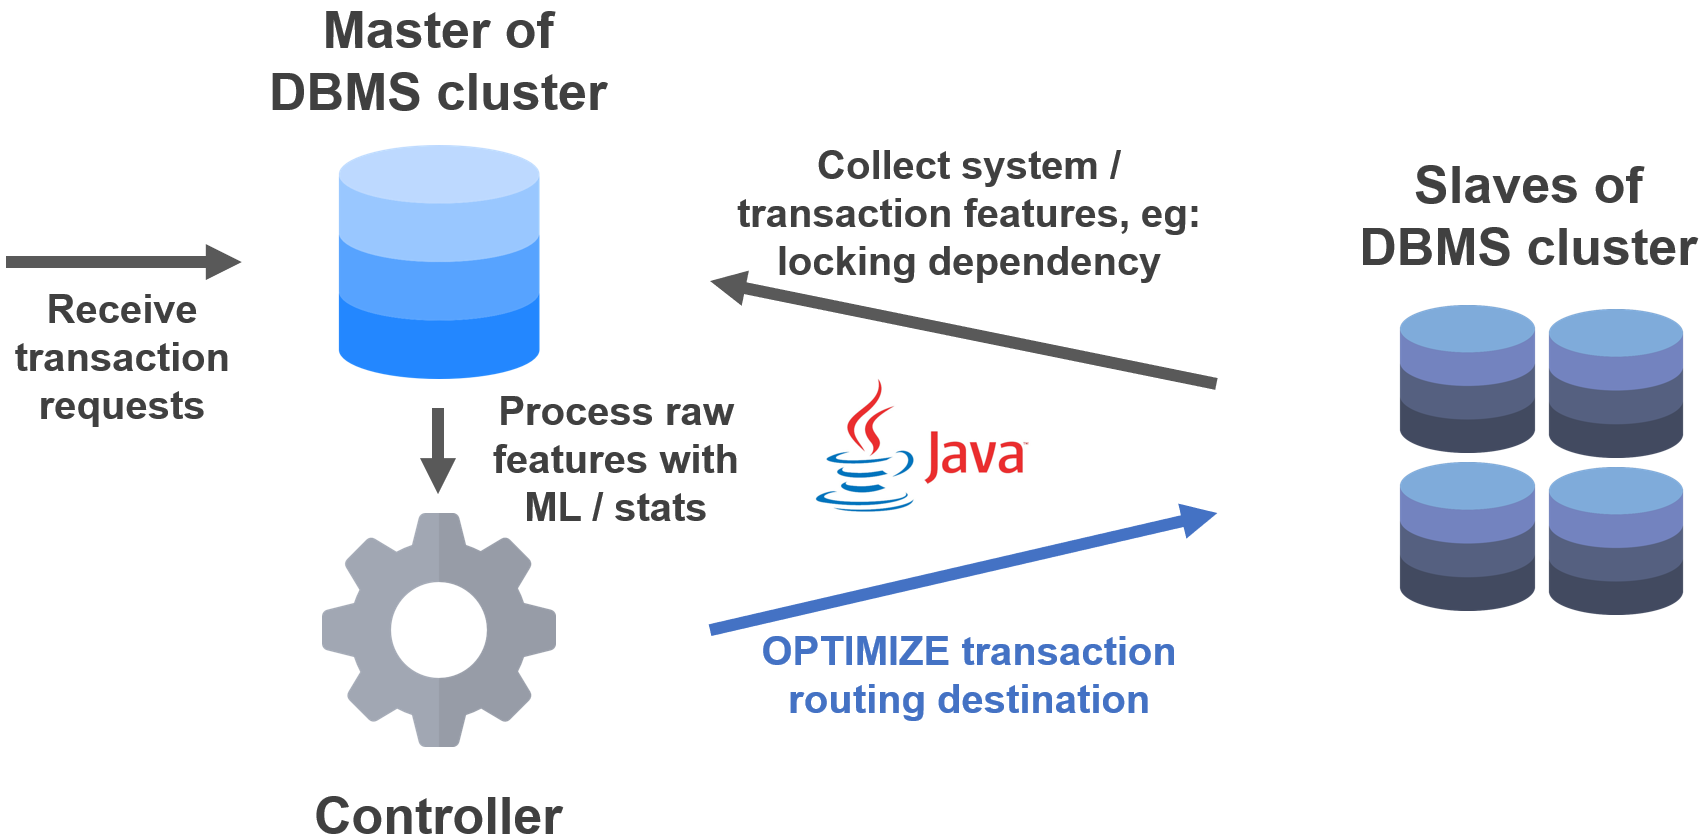 Master of
DBMS cluster
Receive
transaction
requests
Process raw
features with
ML / stats
Controller
Collect system /
transaction features, eg:
locking dependency
Java™
OPTIMIZE transaction
routing destination
Slaves of
DBMS cluster